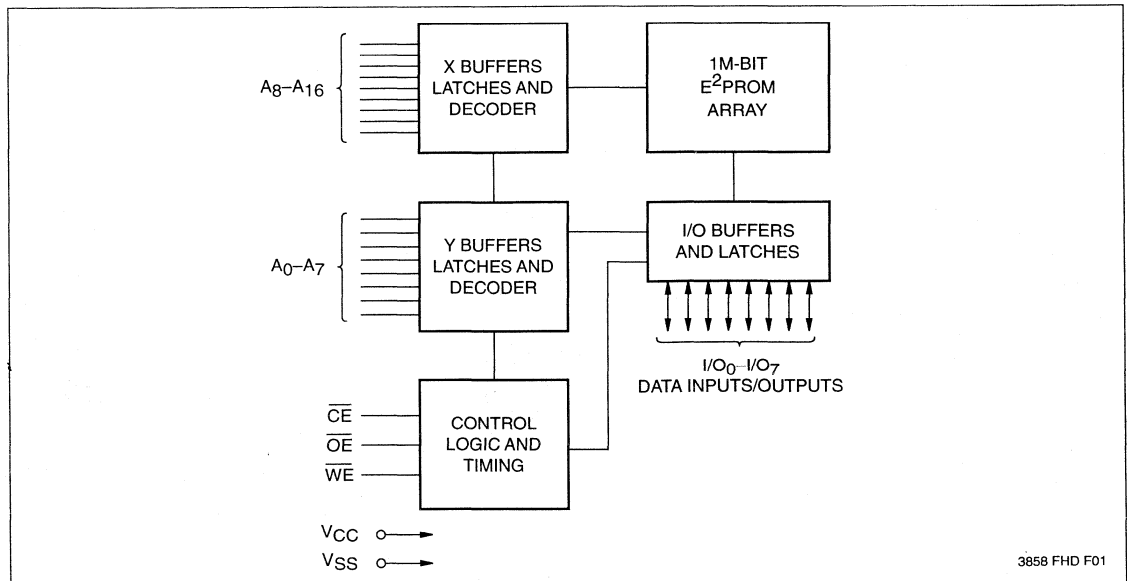 A8–A16
X BUFFERS
LATCHES AND
DECODER
1M-BIT
E2PROM
ARRAY
A0–A7
Y BUFFERS
LATCHES AND
DECODER
I/O BUFFERS
AND LATCHES
I/O0–I/O7
DATA INPUTS/OUTPUTS
CE
OE
WE
CONTROL
LOGIC AND
TIMING
VCC
VSS
3858 FHD F01